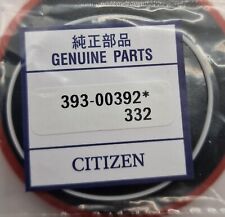 純正部品
GENUINE PARTS
393-00392*
332
CITIZEN